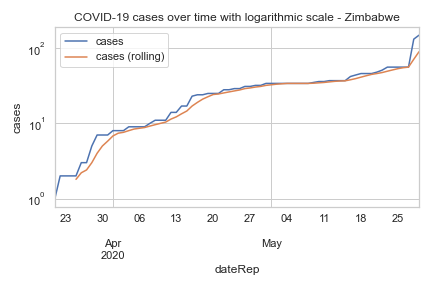 COVID-19 cases over time with logarithmic scale - Zimbabwe
cases
cases (rolling)
10²
10¹
10⁰
cases
23 30 06 13 20 27 04 11 18 25
Apr May
2020
dateRep